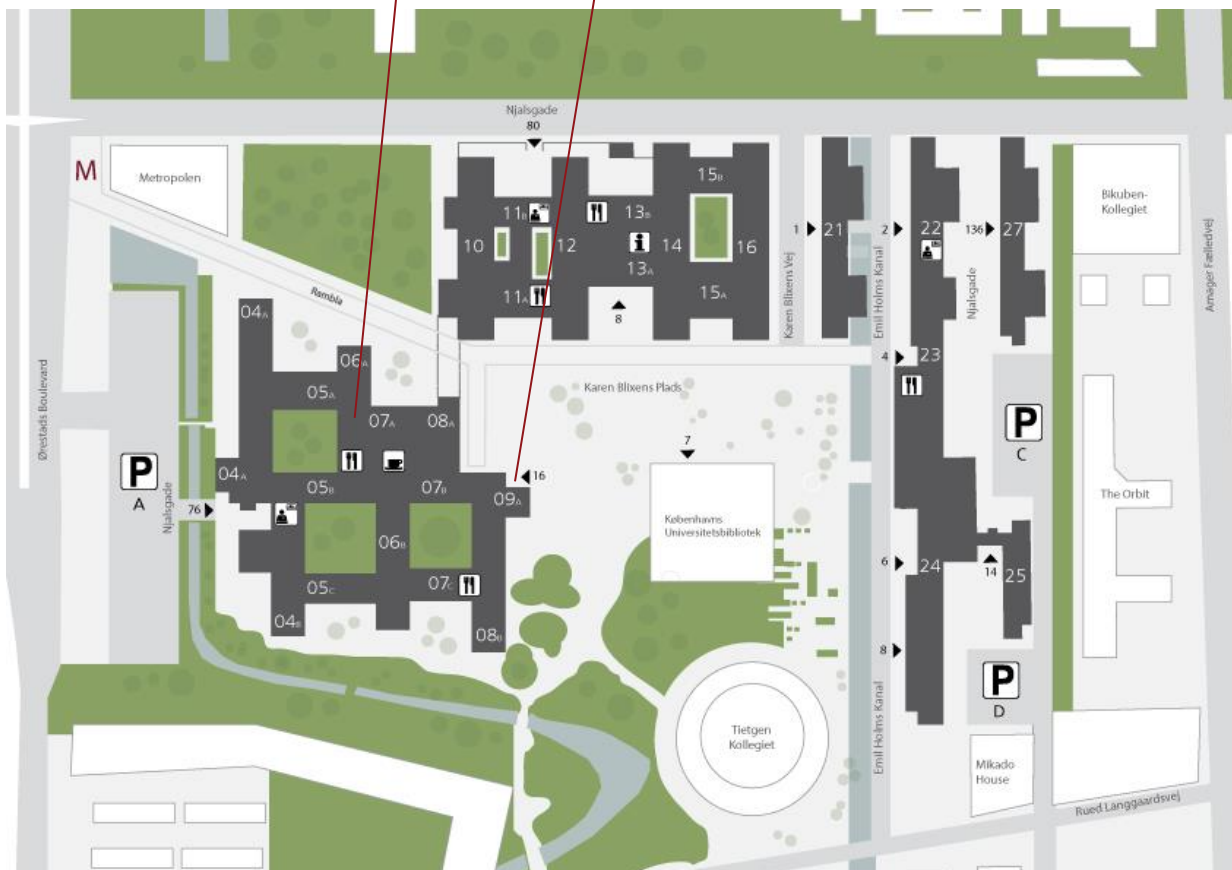 Njalsgade
80
M
Metropolen
Rambla
Ørestads Boulevard
P
A
Njalsgade
76
04A
04A
05A
06A
07A
08A
05B
07B
09A
16
06B
05C
07C
04B
08B
10
11B
12
11A
13B
i
13A
8
14
15B
16
15A
1
Karen Blixens Vej
21
2
Emil Holms Kanal
22
136
27
Njalsgade
4
23
Karen Blixens Plads
7
Københavns
Universitetsbibliotek
6
24
14
25
8
Emil Holms Kanal
P
C
P
D
Bikuben-
Kollegiet
Amager Fælledvej
The Orbit
Tietgen
Kollegiet
Mikado
House
Rued Langgaardsvej